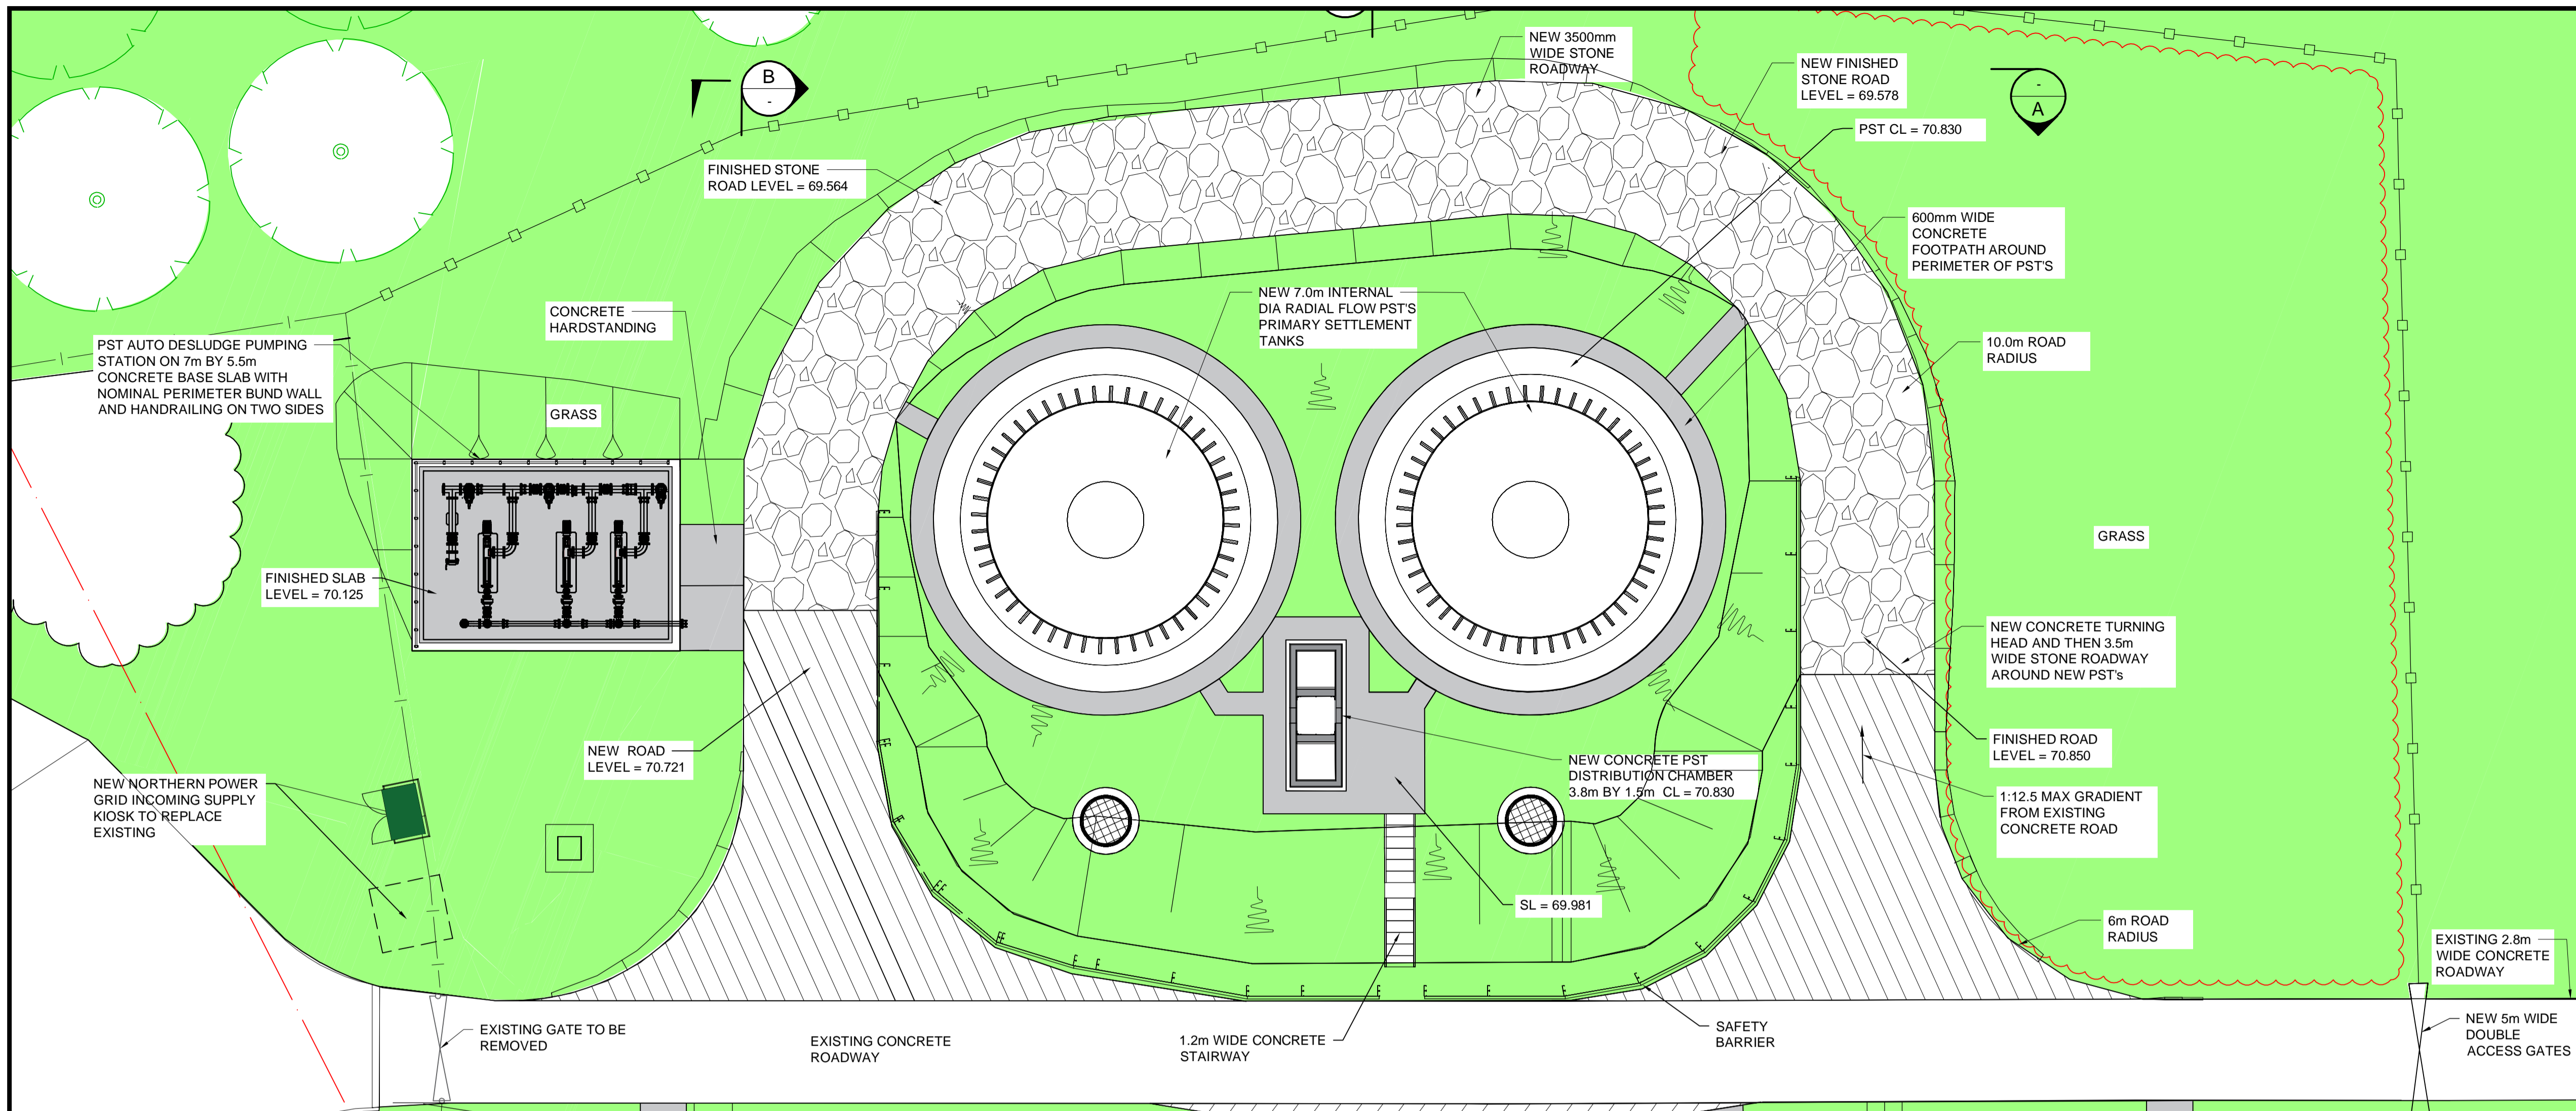 NEW 3500mm
WIDE STONE
ROADWAY
NEW FINISHED
STONE ROAD
LEVEL = 69.578
B
-
-
A
PST CL = 70.830
FINISHED STONE
ROAD LEVEL = 69.564
600mm WIDE
CONCRETE
FOOTPATH AROUND
PERIMETER OF PST'S
CONCRETE
HARDSTANDING
NEW 7.0m INTERNAL
DIA RADIAL FLOW PST'S
PRIMARY SETTLEMENT
TANKS
PST AUTO DESLUDGE PUMPING
STATION ON 7m BY 5.5m
CONCRETE BASE SLAB WITH
NOMINAL PERIMETER BUND WALL
AND HANDRAILING ON TWO SIDES
10.0m ROAD
RADIUS
GRASS
GRASS
FINISHED SLAB
LEVEL = 70.125
NEW CONCRETE TURNING
HEAD AND THEN 3.5m
WIDE STONE ROADWAY
AROUND NEW PST's
NEW ROAD
LEVEL = 70.721
FINISHED ROAD
LEVEL = 70.850
NEW CONCRETE PST
DISTRIBUTION CHAMBER
3.8m BY 1.5m CL = 70.830
NEW NORTHERN POWER
GRID INCOMING SUPPLY
KIOSK TO REPLACE
EXISTING
1:12.5 MAX GRADIENT
FROM EXISTING
CONCRETE ROAD
SL = 69.981
6m ROAD
RADIUS
EXISTING 2.8m
WIDE CONCRETE
ROADWAY
EXISTING GATE TO BE
REMOVED
EXISTING CONCRETE
ROADWAY
1.2m WIDE CONCRETE
STAIRWAY
SAFETY
BARRIER
NEW 5m WIDE
DOUBLE
ACCESS GATES